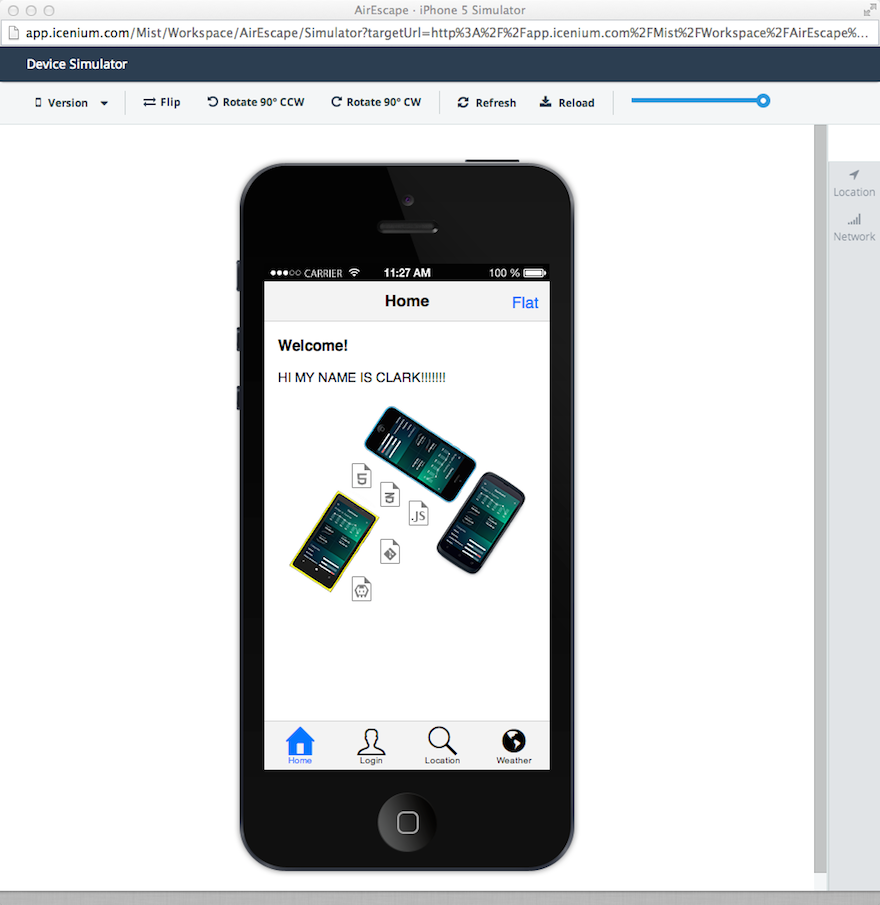 AirEscape · iPhone 5 Simulator
app.icenium.com/Mist/Workspace/AirEscape/Simulator?targetUrl=http%3A%2F%2Fapp.icenium.com%2FMist%2FWorkspace%2FAirEscape%...
Device Simulator
Version Flip Rotate 90° CCW Rotate 90° CW Refresh Reload
Location
Network
CARRIER 11:27 AM 100 %
Home Flat
Welcome!
HI MY NAME IS CLARK!!!!!!!
.JS
Home Login Location Weather